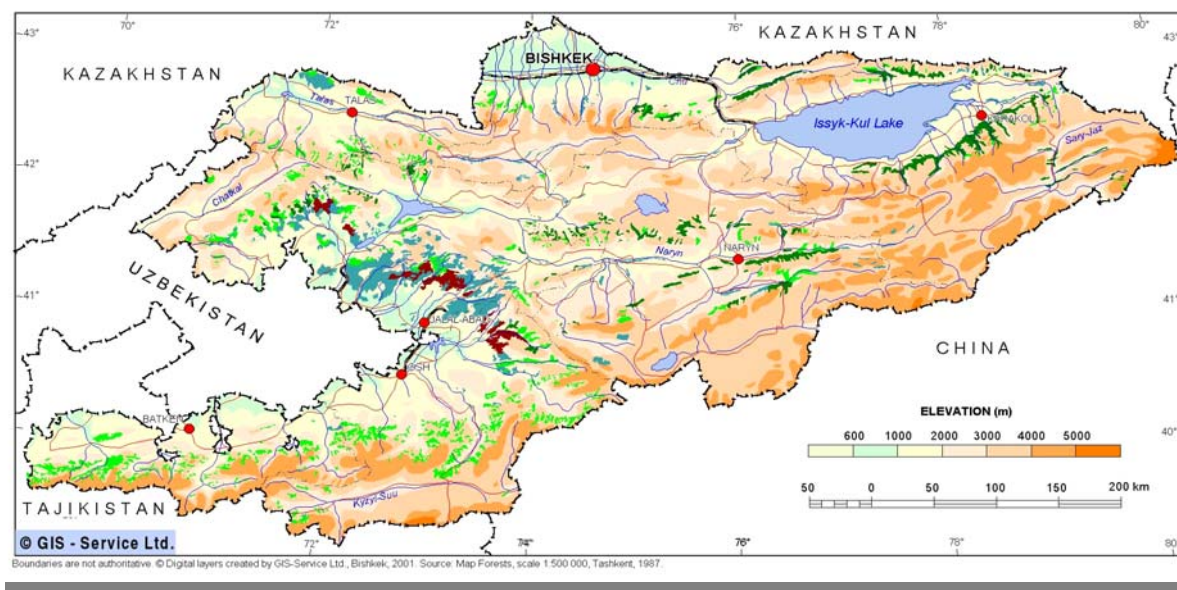 70° 72° 76° 78° 80°
43° 43°
KAZAKHSTAN
KAZAKHSTAN
BISHKEK
Chu
Talas
TALAS
Issyk-Kul Lake
KARAKOL
Sary-Jaz
42° 42°
Chatkal
Naryn
NARYN
UZBEKISTAN
41° 41°
JALAL-ABAD
CHINA
OSH
BATKEN
40°
ELEVATION (m)
600 1000 2000 3000 4000 5000
50 0 50 100 150 200 km
Kyzyl-Suu
TAJIKISTAN
© GIS - Service Ltd.
72° 74° 76° 78° 80
Boundaries are not authoritative. © Digital layers created by GIS-Service Ltd., Bishkek, 2001. Source: Map Forests, scale 1:500 000, Tashkent, 1987.